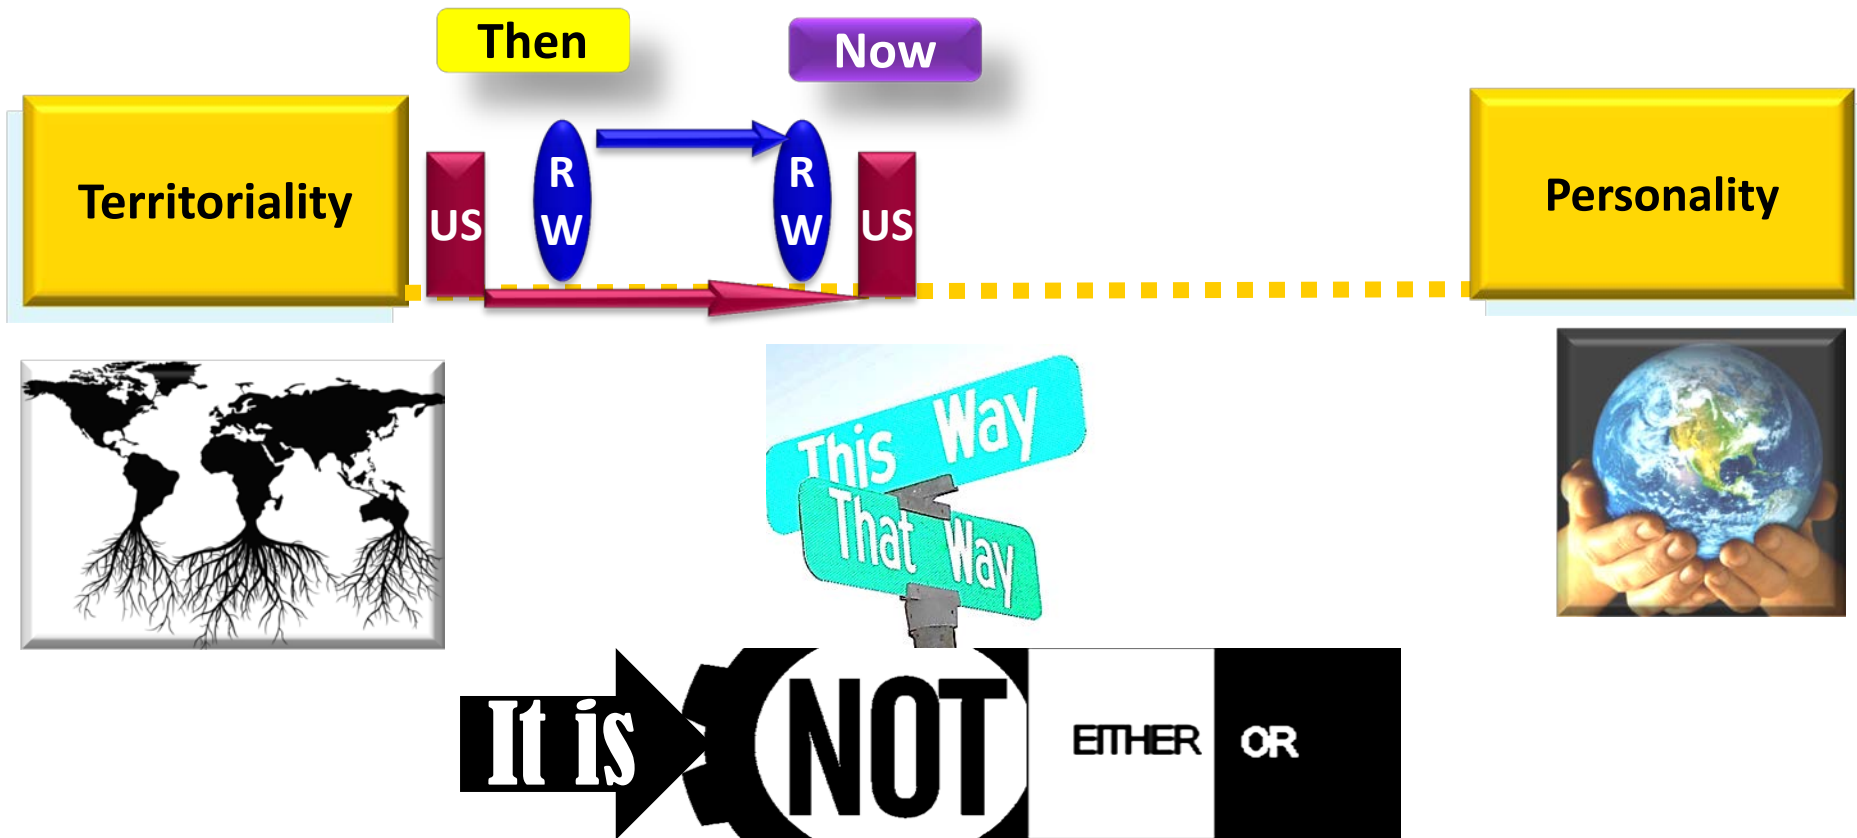 Then
Now
Territoriality
US
R
W
R
W
US
Personality
This Way
That Way
It is NOT EITHER OR